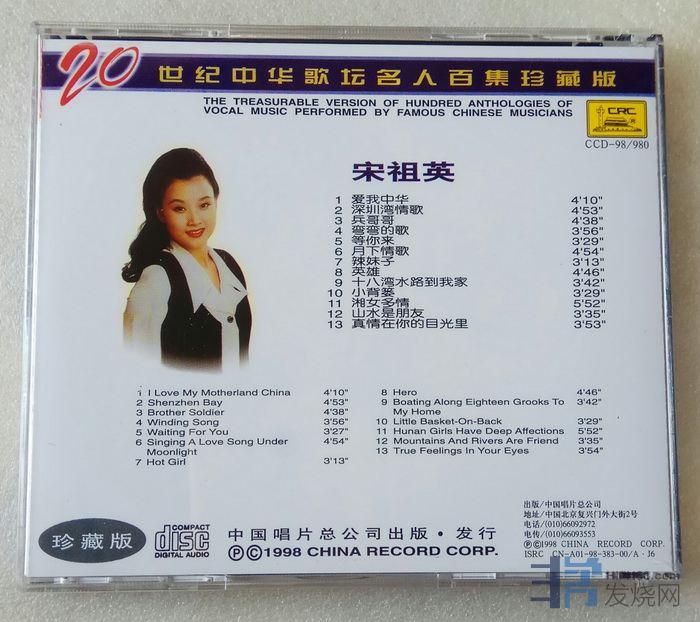 20 世纪中华歌坛名人百集珍藏版
THE TREASURABLE VERSION OF HUNDRED ANTHOLOGIES OF
VOCAL MUSIC PERFORMED BY FAMOUS CHINESE MUSICIANS
CRC
CCD-98/980
宋祖英
1 爱我中华 4'10"
2 深圳湾情歌 4'53"
3 兵哥哥 4'38"
4 弯弯的歌 3'56"
5 等你来 3'29"
6 月下情歌 4'54"
7 辣妹子 3'13"
8 英雄 4'46"
9 十八湾水路到我家 3'42"
10 小背篓 3'29"
11 湘女多情 5'52"
12 山水是朋友 3'35"
13 真情在你的目光里 3'53"
1 I Love My Motherland China 4'10"
2 Shenzhen Bay 4'53"
3 Brother Soldier 4'38"
4 Winding Song 3'56"
5 Waiting For You 3'27"
6 Singing A Love Song Under 4'54"
Moonlight
7 Hot Girl 3'13"
8 Hero 4'46"
9 Boating Along Eighteen Grooks To 3'42"
My Home
10 Little Basket-On-Back 3'29"
11 Hunan Girls Have Deep Affections 5'52"
12 Mountains And Rivers Are Friend 3'35"
13 True Feelings In Your Eyes 3'54"
珍藏版
COMPACT
disc
DIGITAL AUDIO
中国唱片总公司出版·发行
ⓅⒸ1998 CHINA RECORD CORP.
出版/中国唱片总公司
地址/中国北京复兴门外大街2号
电话/(010)66092972
电传/(010)66093553
ⓅⒸ1998 CHINA RECORD CORP.
ISRC CN-A01-98-383-00/A·J6
发烧网